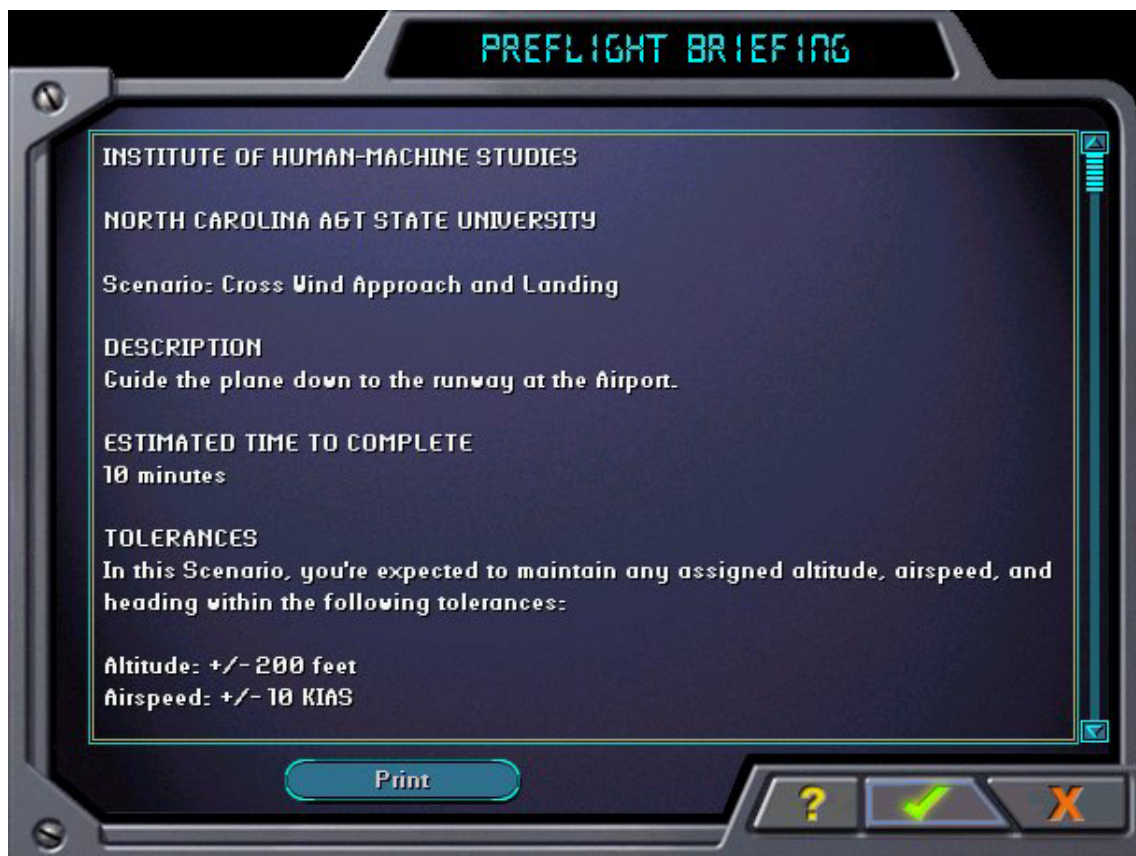 PREFLIGHT BRIEFING
INSTITUTE OF HUMAN-MACHINE STUDIES
NORTH CAROLINA A&T STATE UNIVERSITY
Scenario: Cross Wind Approach and Landing
DESCRIPTION
Guide the plane down to the runway at the Airport.
ESTIMATED TIME TO COMPLETE
10 minutes
TOLERANCES
In this Scenario, you're expected to maintain any assigned altitude, airspeed, and
heading within the following tolerances:
Altitude: +/- 200 feet
Airspeed: +/- 10 KIAS
Print
?
X